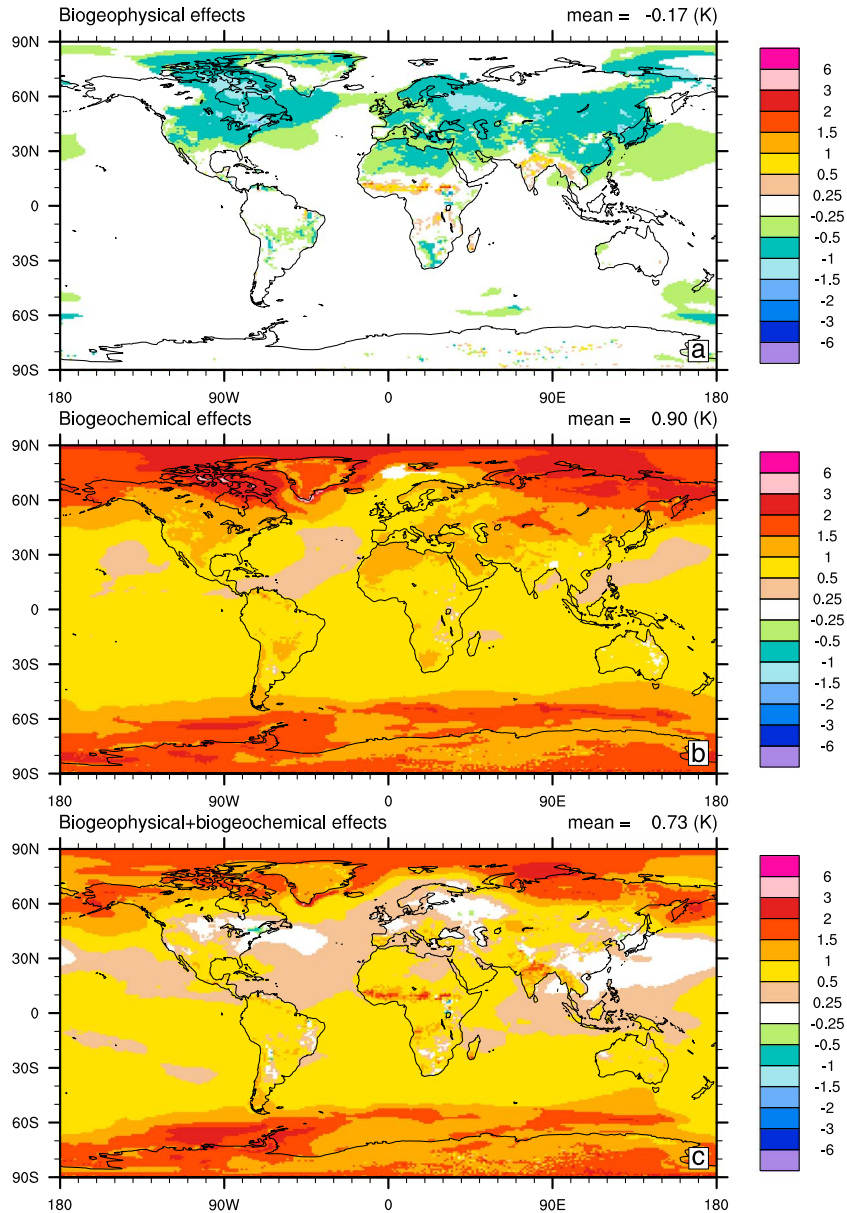 Biogeophysical effects mean = -0.17 (K)
90N
60N
30N
0
30S
60S
90S
180 90W 0 90E 180
a
6
3
2
1.5
1
0.5
0.25
-0.25
-0.5
-1
-1.5
-2
-3
-6
Biogeochemical effects mean = 0.90 (K)
90N
60N
30N
0
30S
60S
90S
180 90W 0 90E 180
b
6
3
2
1.5
1
0.5
0.25
-0.25
-0.5
-1
-1.5
-2
-3
-6
Biogeophysical+biogeochemical effects mean = 0.73 (K)
90N
60N
30N
0
30S
60S
90S
180 90W 0 90E 180
c
6
3
2
1.5
1
0.5
0.25
-0.25
-0.5
-1
-1.5
-2
-3
-6